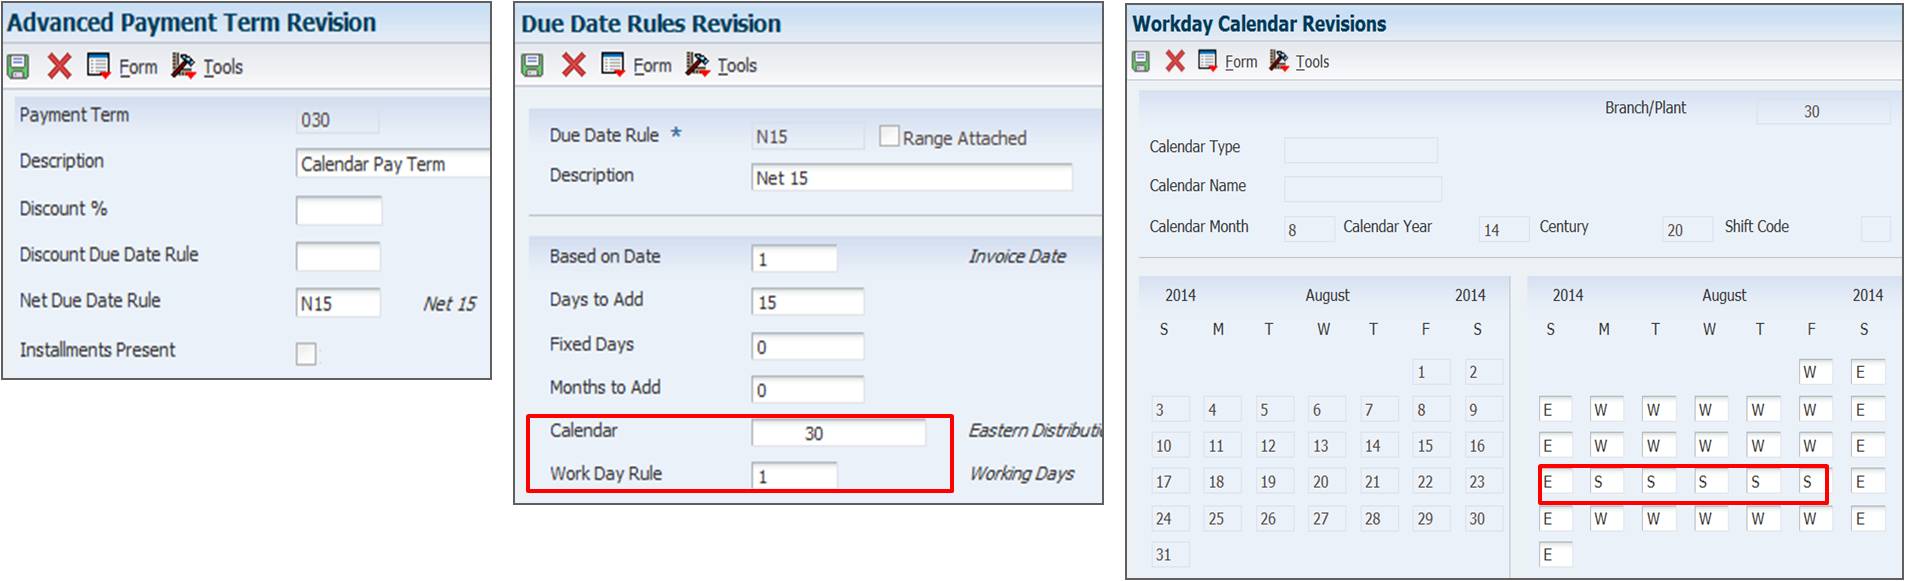 Advanced Payment Term Revision
Form Tools
Payment Term 030
Description Calendar Pay Term
Discount %
Discount Due Date Rule
Net Due Date Rule N15 Net 15
Installments Present
Due Date Rules Revision
Form Tools
Due Date Rule * N15 Range Attached
Description Net 15
Based on Date 1 Invoice Date
Days to Add 15
Fixed Days 0
Months to Add 0
Calendar 30 Eastern Distributi
Work Day Rule 1 Working Days
Workday Calendar Revisions
Form Tools
Branch/Plant 30
Calendar Type
Calendar Name
Calendar Month 8 Calendar Year 14 Century 20 Shift Code
2014 August 2014
S M T W T F S
1 2
3 4 5 6 7 8 9
10 11 12 13 14 15 16
17 18 19 20 21 22 23
24 25 26 27 28 29 30
31
2014 August 2014
S M T W T F S
W E
E W W W W W E
E W W W W W E
E S S S S S E
E W W W W W E
E